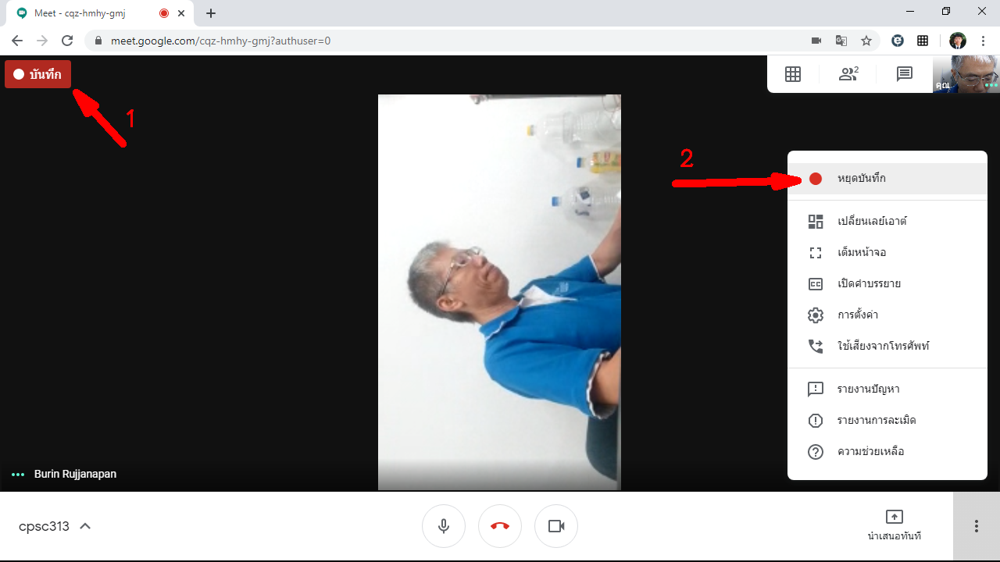 Meet - cqz-hmhy-gmj
meet.google.com/cqz-hmhy-gmj?authuser=0
บันทึก
2
คุณ
1
2
หยุดบันทึก
เปลี่ยนเลย์เอาต์
เต็มหน้าจอ
เปิดคำบรรยาย
การตั้งค่า
ใช้เสียงจากโทรศัพท์
รายงานปัญหา
รายงานการละเมิด
ความช่วยเหลือ
Burin Rujjanapan
cpsc313
นำเสนอทันที